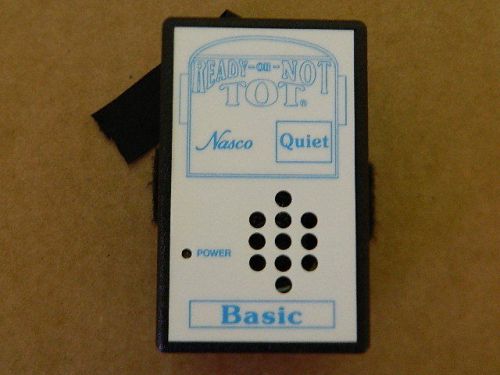 READY-OR-NOT
TOT®
Nasco
Quiet
POWER
Basic